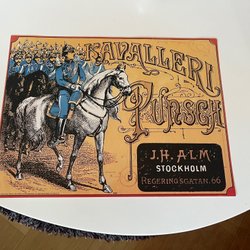 KAVALLERI
PUNSCH
J.H. ALM
STOCKHOLM
REGERINGSGATAN. 66